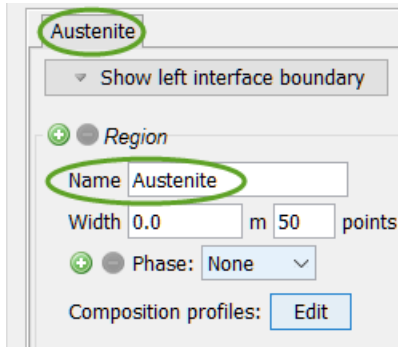 Austenite
Show left interface boundary
Region
Name Austenite
Width 0.0 m 50 points
Phase: None
Composition profiles: Edit